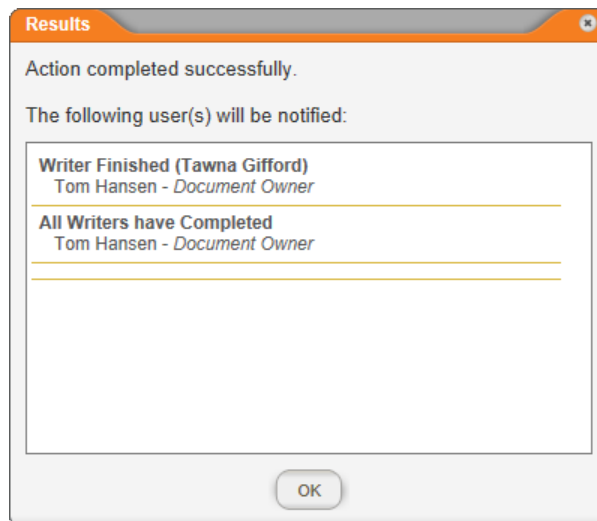 Results
Action completed successfully.
The following user(s) will be notified:
Writer Finished (Tawna Gifford)
Tom Hansen - Document Owner
All Writers have Completed
Tom Hansen - Document Owner
OK